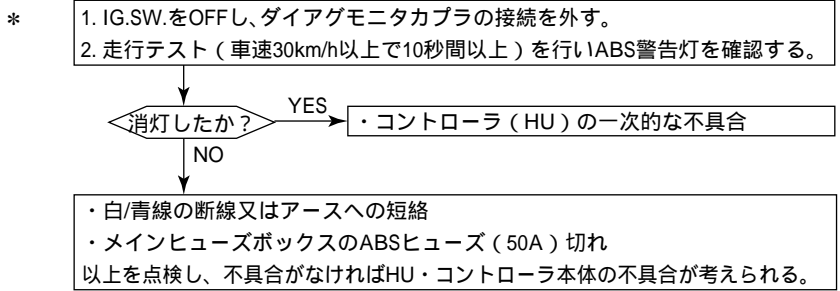 *
1. IG.SW.をOFFし、ダイアグモニタカプラの接続を外す。
2. 走行テスト（車速30km/h以上で10秒間以上）を行いABS警告灯を確認する。
消灯したか？
YES
・コントローラ（HU）の一次的な不具合
NO
・白/青線の断線又はアースへの短絡
・メインヒューズボックスのABSヒューズ（50A）切れ
以上を点検し、不具合がなければHU・コントローラ本体の不具合が考えられる。